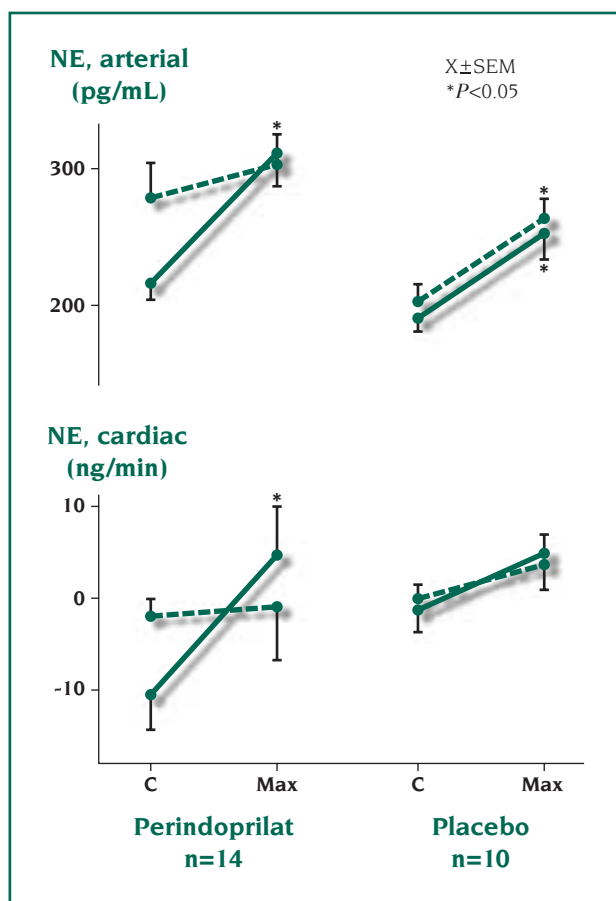 NE, arterial
(pg/mL)
X±SEM
*P<0.05
*
300
*
*
200
NE, cardiac
(ng/min)
10
*
0
-10
C Max C Max
Perindoprilat Placebo
n=14 n=10